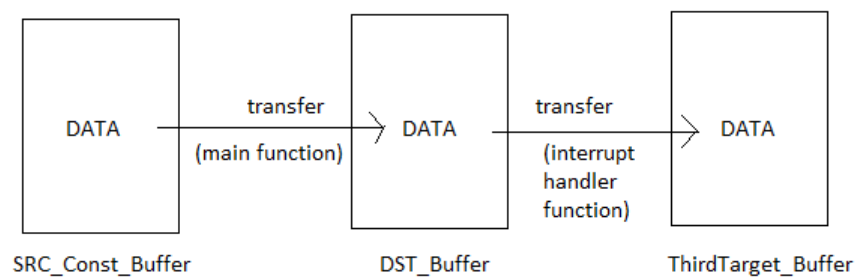 DATA
transfer
(main function)
DATA
transfer
(interrupt
handler
function)
DATA
SRC_Const_Buffer
DST_Buffer
ThirdTarget_Buffer